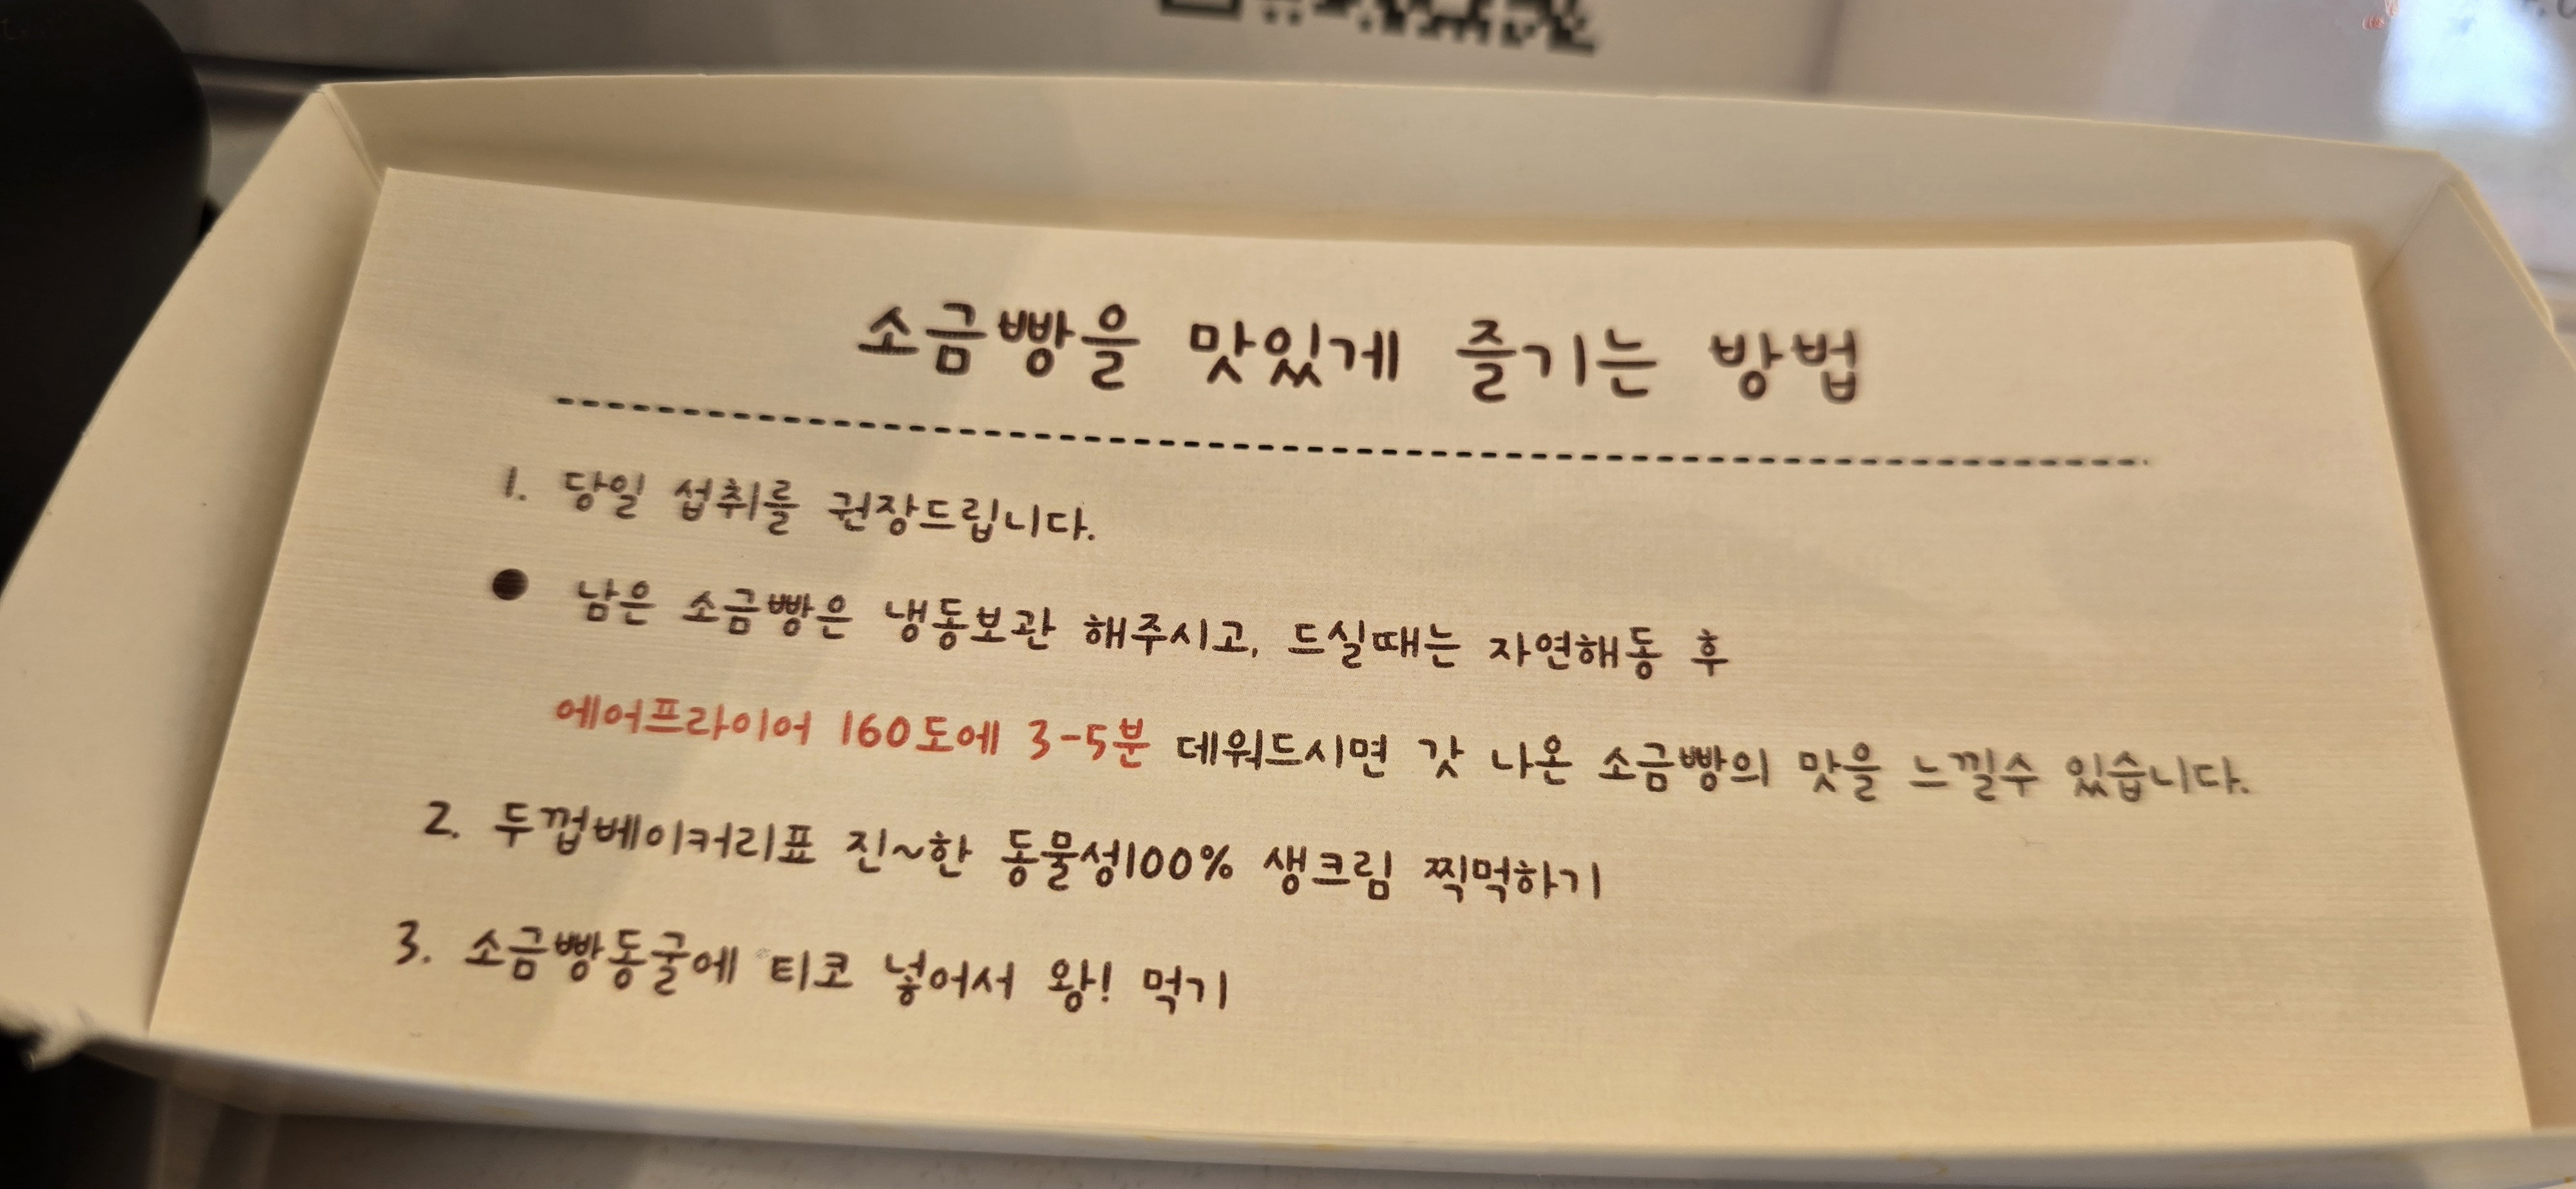 소금빵을 맛있게 즐기는 방법
1. 당일 섭취를 권장드립니다.
● 남은 소금빵은 냉동보관 해주시고, 드실때는 자연해동 후
에어프라이어 160도에 3-5분 데워드시면 갓 나온 소금빵의 맛을 느낄수 있습니다.
2. 두껍베이커리표 진~한 동물성100% 생크림 찍먹하기
3. 소금빵동굴에 티코 넣어서 왕! 먹기